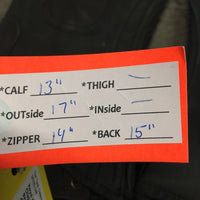 *CALF 13" *THIGH —
*OUTside 17" *INside —
*ZIPPER 14" *BACK 15"